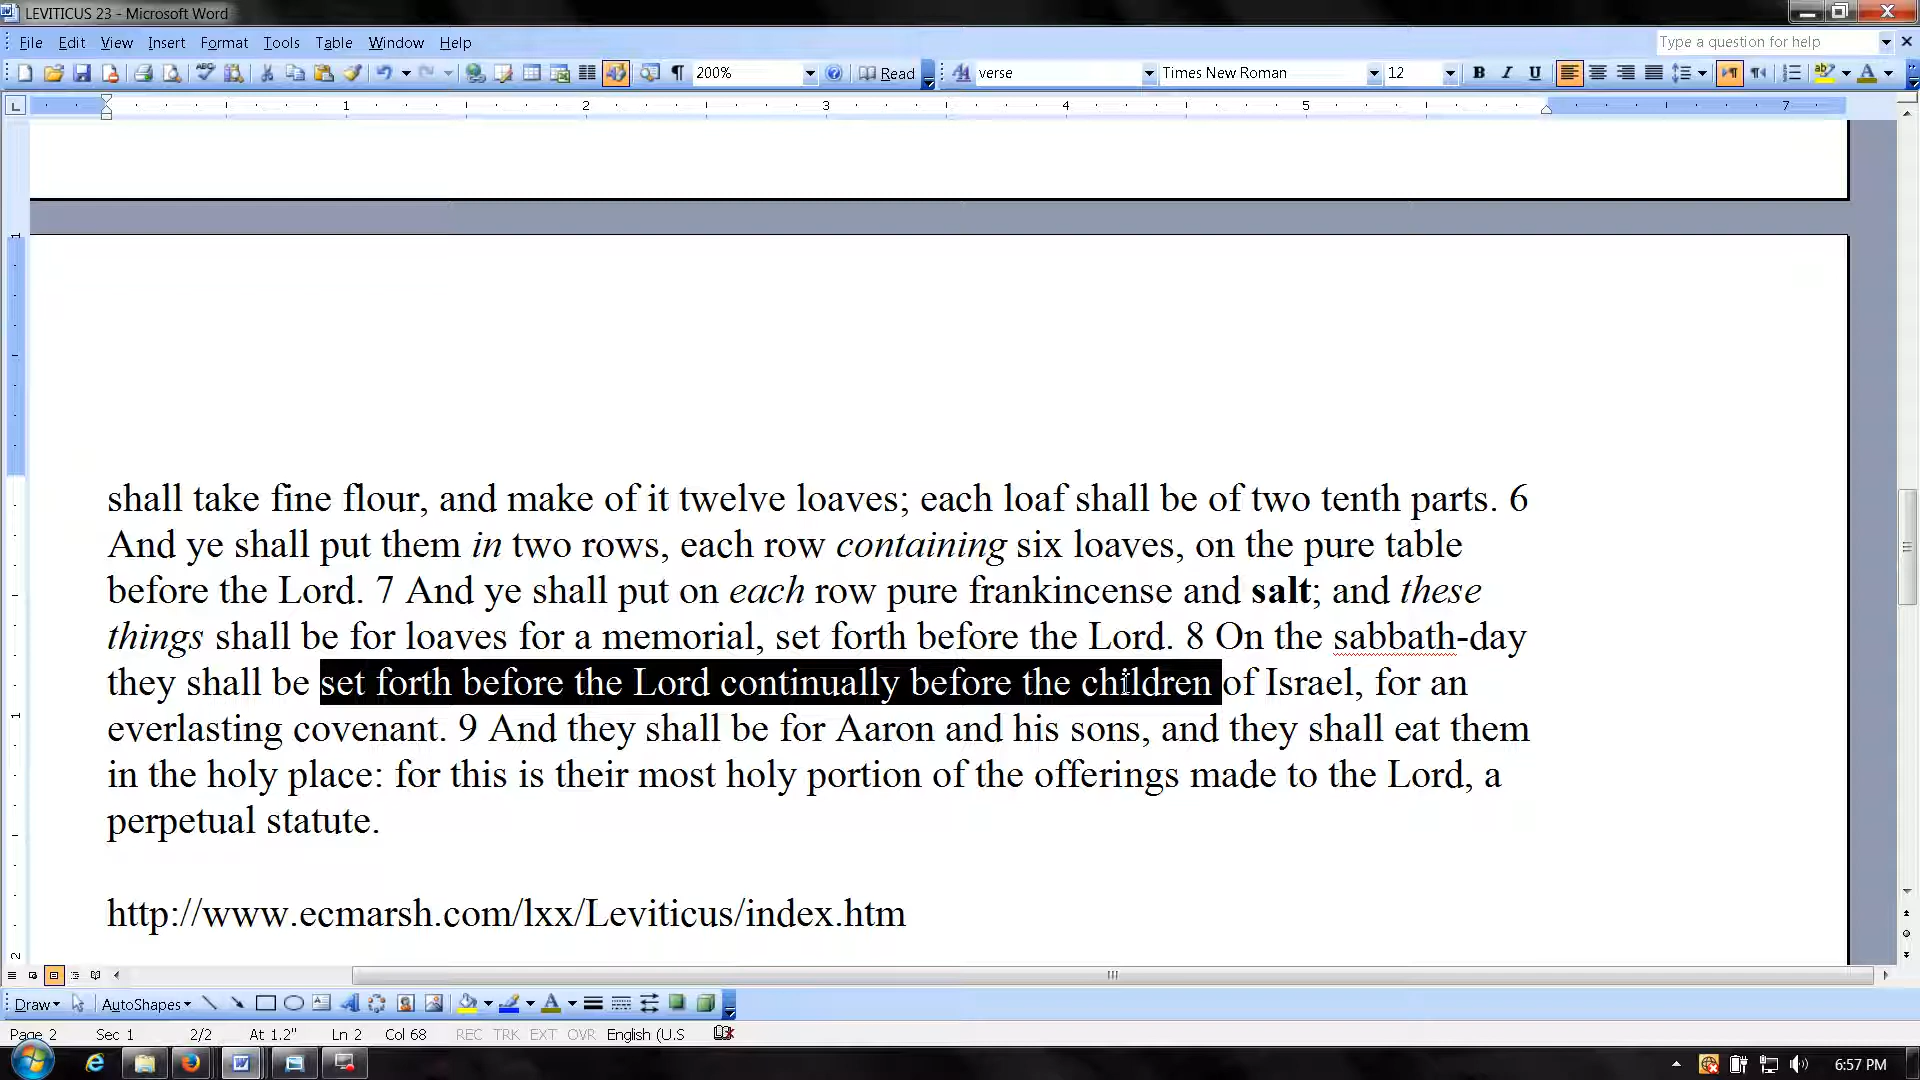 LEVITICUS 23 - Microsoft Word
File Edit View Insert Format Tools Table Window Help
Type a question for help
200% Read verse Times New Roman 12 B I U
1 2 3 4 5 7
shall take fine flour, and make of it twelve loaves; each loaf shall be of two tenth parts. 6
And ye shall put them in two rows, each row containing six loaves, on the pure table
before the Lord. 7 And ye shall put on each row pure frankincense and salt; and these
things shall be for loaves for a memorial, set forth before the Lord. 8 On the sabbath-day
they shall be set forth before the Lord continually before the children of Israel, for an
everlasting covenant. 9 And they shall be for Aaron and his sons, and they shall eat them
in the holy place: for this is their most holy portion of the offerings made to the Lord, a
perpetual statute.
http://www.ecmarsh.com/lxx/Leviticus/index.htm
Draw AutoShapes
Page 2 Sec 1 2/2 At 1.2" Ln 2 Col 68 REC TRK EXT OVR English (U.S
6:57 PM